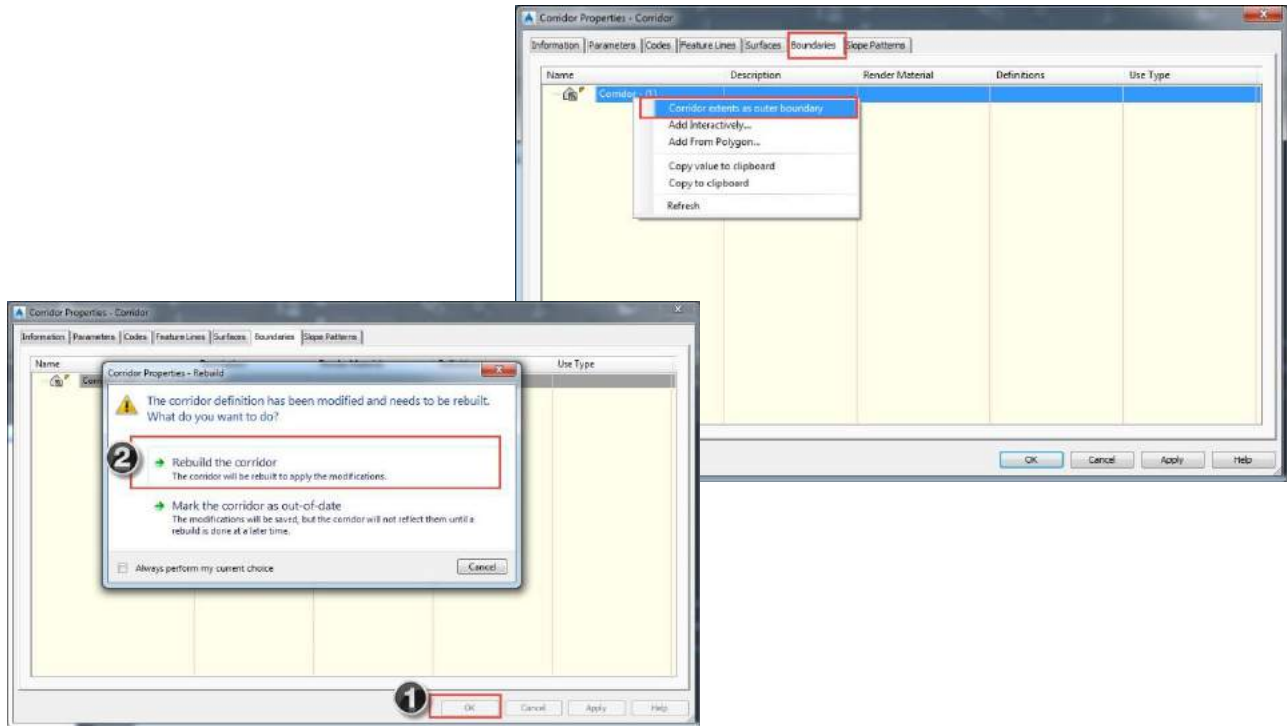 Corridor Properties - Corridor
Information Parameters Codes Feature Lines Surfaces Boundaries Slope Patterns
Name Description Render Material Definitions Use Type
Corridor - (1)
Corridor extents as outer boundary
Add Interactively...
Add From Polygon...
Copy value to clipboard
Copy to clipboard
Refresh
OK Cancel Apply Help
Corridor Properties - Corridor
Information Parameters Codes Feature Lines Surfaces Boundaries Slope Patterns
Name Use Type
Corridor Properties - Rebuild
The corridor definition has been modified and needs to be rebuilt.
What do you want to do?
2
Rebuild the corridor
The corridor will be rebuilt to apply the modifications.
Mark the corridor as out-of-date
The modifications will be saved, but the corridor will not reflect them until a
rebuild is done at a later time.
Always perform my current choice Cancel
1
OK Cancel Apply Help